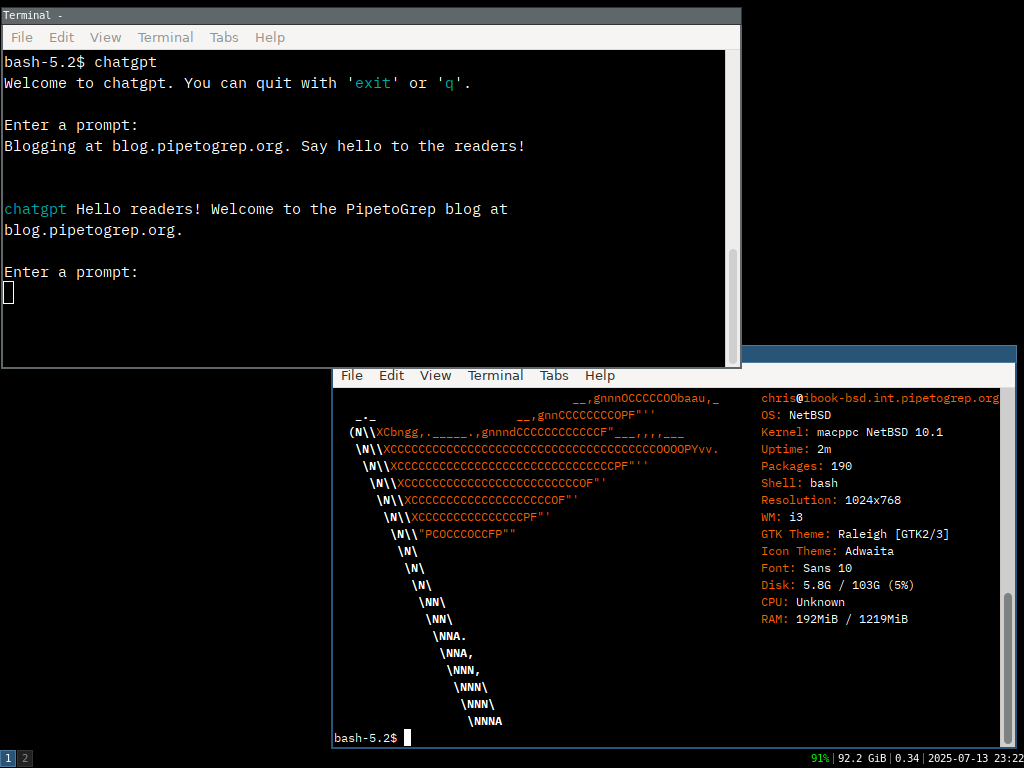 Terminal -
File Edit View Terminal Tabs Help
bash-5.2$ chatgpt
Welcome to chatgpt. You can quit with 'exit' or 'q'.
Enter a prompt:
Blogging at blog.pipetogrep.org. Say hello to the readers!
chatgpt Hello readers! Welcome to the PipetoGrep blog at
blog.pipetogrep.org.
Enter a prompt:
File Edit View Terminal Tabs Help
__,gnnnOCCCCCOObaau,_
_._ __,gnnCCCCCCCCOPF"''
(N\\XCbngg,._____.,gnnndCCCCCCCCCCCCF"___,,,,___
\N\\XCCCCCCCCCCCCCCCCCCCCCCCCCCCCCCCCCCCCCCOOOOPYvv.
\N\\XCCCCCCCCCCCCCCCCCCCCCCCCCCCCCCCPF"''
\N\\XCCCCCCCCCCCCCCCCCCCCCCCCCOF"'
\N\\XCCCCCCCCCCCCCCCCCCCCOF"'
\N\\XCCCCCCCCCCCCCCCPF"'
\N\\"PCOCCCOCCFP""
\N\
\N\
\N\
\NN\
\NN\
\NNA.
\NNA,
\NNN,
\NNN\
\NNN\
\NNNA
chris@ibook-bsd.int.pipetogrep.org
OS: NetBSD
Kernel: macppc NetBSD 10.1
Uptime: 2m
Packages: 190
Shell: bash
Resolution: 1024x768
WM: i3
GTK Theme: Raleigh [GTK2/3]
Icon Theme: Adwaita
Font: Sans 10
Disk: 5.8G / 103G (5%)
CPU: Unknown
RAM: 192MiB / 1219MiB
bash-5.2$
1 2
91%|92.2 GiB|0.34|2025-07-13 23:22